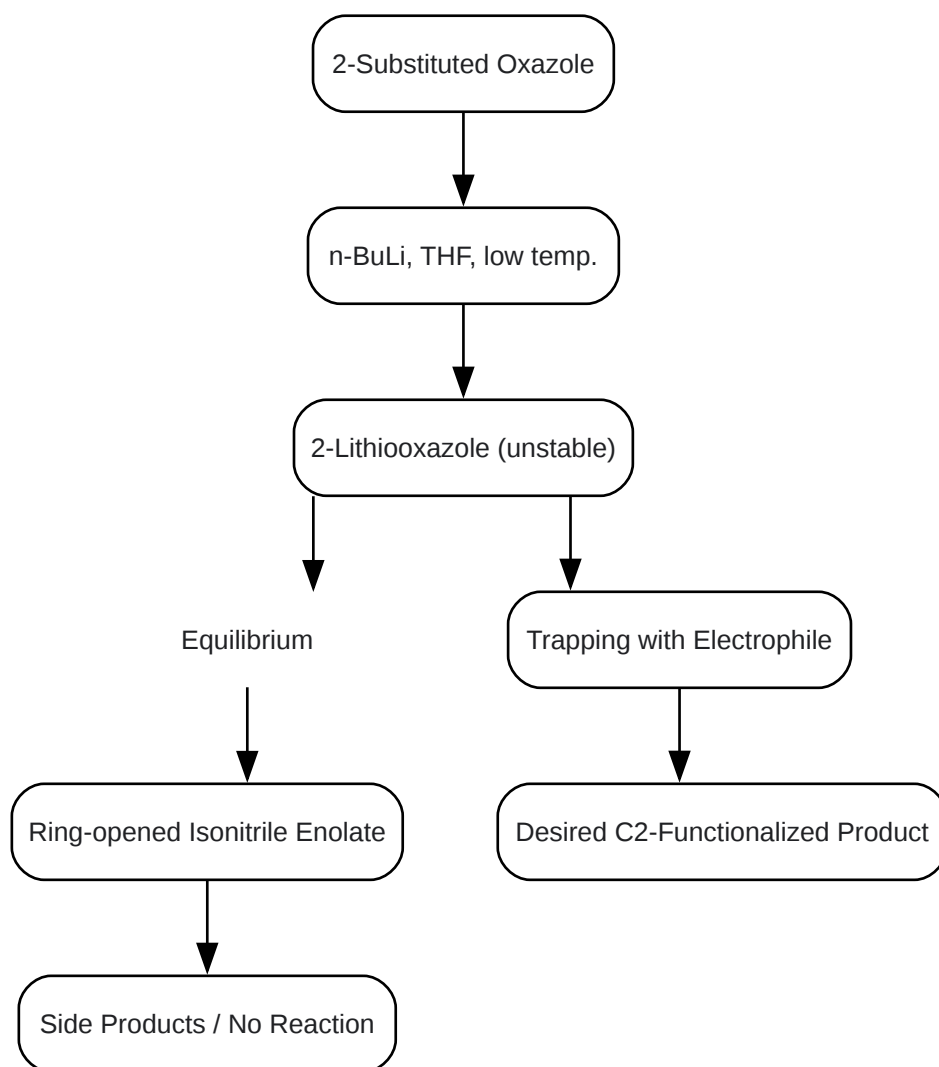 2-Substituted Oxazole
n-BuLi, THF, low temp.
2-Lithiooxazole (unstable)
Equilibrium
Trapping with Electrophile
Ring-opened Isonitrile Enolate
Desired C2-Functionalized Product
Side Products / No Reaction